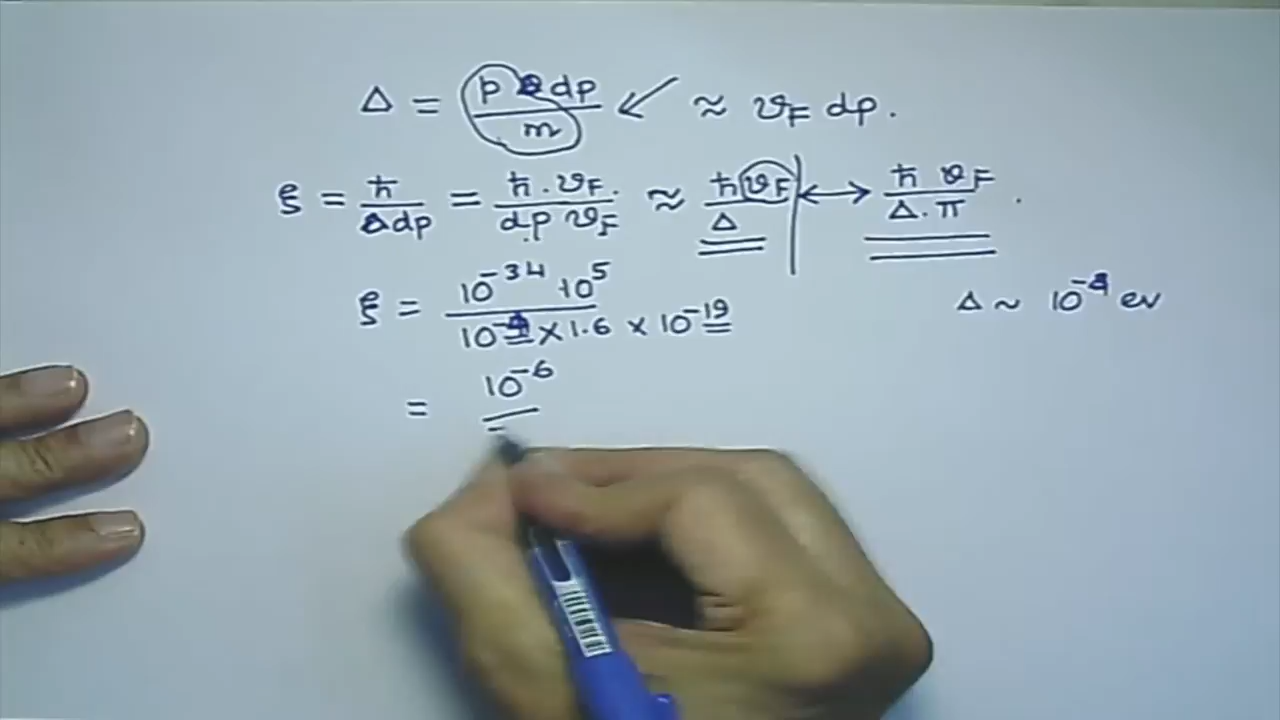 Δ = p dp / m ≈ v_F dp.
ξ = ħ / dp = ħ . v_F . / dp v_F ≈ ħ v_F / Δ ↔ ħ v_F / Δ . π .
ξ = 10^-34 10^5 / 10^-4 × 1.6 × 10^-19
Δ ~ 10^-4 ev
= 10^-6